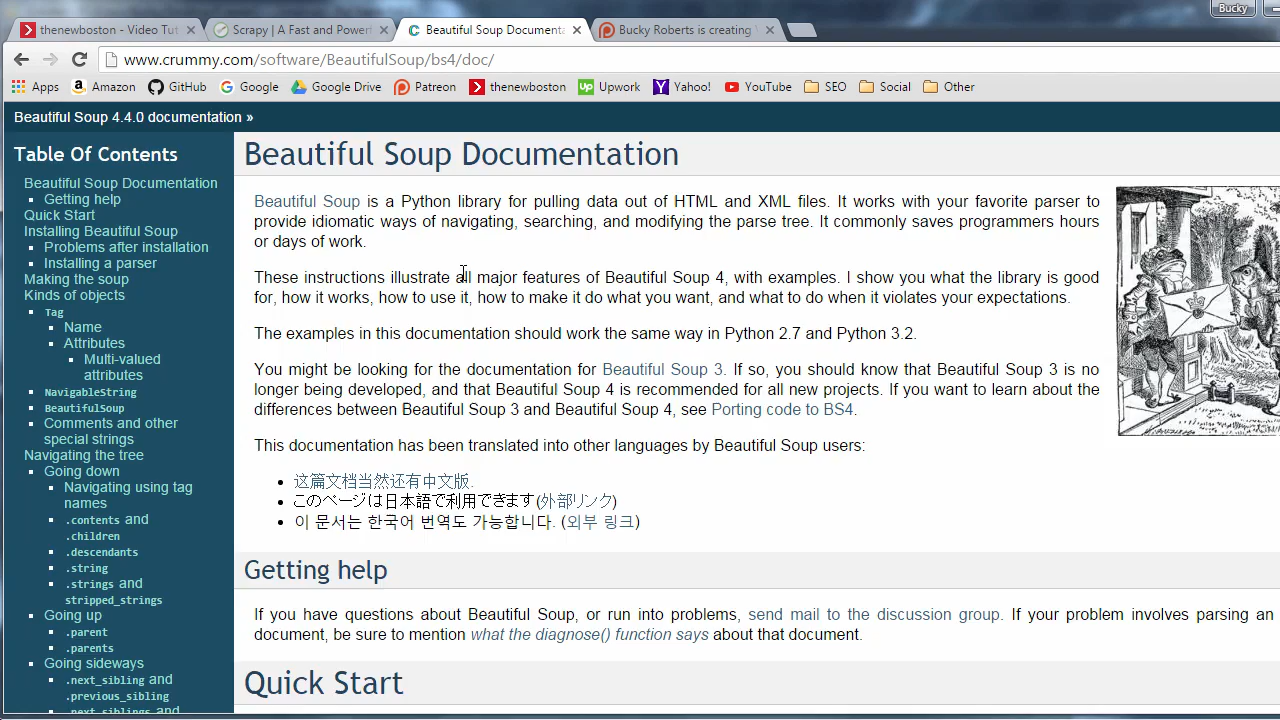 Bucky
thenewboston - Video Tut
Scrapy | A Fast and Powerf
Beautiful Soup Documenta
Bucky Roberts is creating
www.crummy.com/software/BeautifulSoup/bs4/doc/
Apps Amazon GitHub Google Google Drive Patreon thenewboston Upwork Yahoo! YouTube SEO Social Other
Beautiful Soup 4.4.0 documentation »
Table Of Contents
Beautiful Soup Documentation
Getting help
Quick Start
Installing Beautiful Soup
Problems after installation
Installing a parser
Making the soup
Kinds of objects
Tag
Name
Attributes
Multi-valued
attributes
NavigableString
BeautifulSoup
Comments and other
special strings
Navigating the tree
Going down
Navigating using tag
names
.contents and
.children
.descendants
.string
.strings and
stripped_strings
Going up
.parent
.parents
Going sideways
.next_sibling and
.previous_sibling
.next_siblings and
Beautiful Soup Documentation
Beautiful Soup is a Python library for pulling data out of HTML and XML files. It works with your favorite parser to
provide idiomatic ways of navigating, searching, and modifying the parse tree. It commonly saves programmers hours
or days of work.
These instructions illustrate all major features of Beautiful Soup 4, with examples. I show you what the library is good
for, how it works, how to use it, how to make it do what you want, and what to do when it violates your expectations.
The examples in this documentation should work the same way in Python 2.7 and Python 3.2.
You might be looking for the documentation for Beautiful Soup 3. If so, you should know that Beautiful Soup 3 is no
longer being developed, and that Beautiful Soup 4 is recommended for all new projects. If you want to learn about the
differences between Beautiful Soup 3 and Beautiful Soup 4, see Porting code to BS4.
This documentation has been translated into other languages by Beautiful Soup users:
这篇文档当然还有中文版.
このページは日本語で利用できます(外部リンク)
이 문서는 한국어 번역도 가능합니다. (외부 링크)
Getting help
If you have questions about Beautiful Soup, or run into problems, send mail to the discussion group. If your problem involves parsing an
document, be sure to mention what the diagnose() function says about that document.
Quick Start